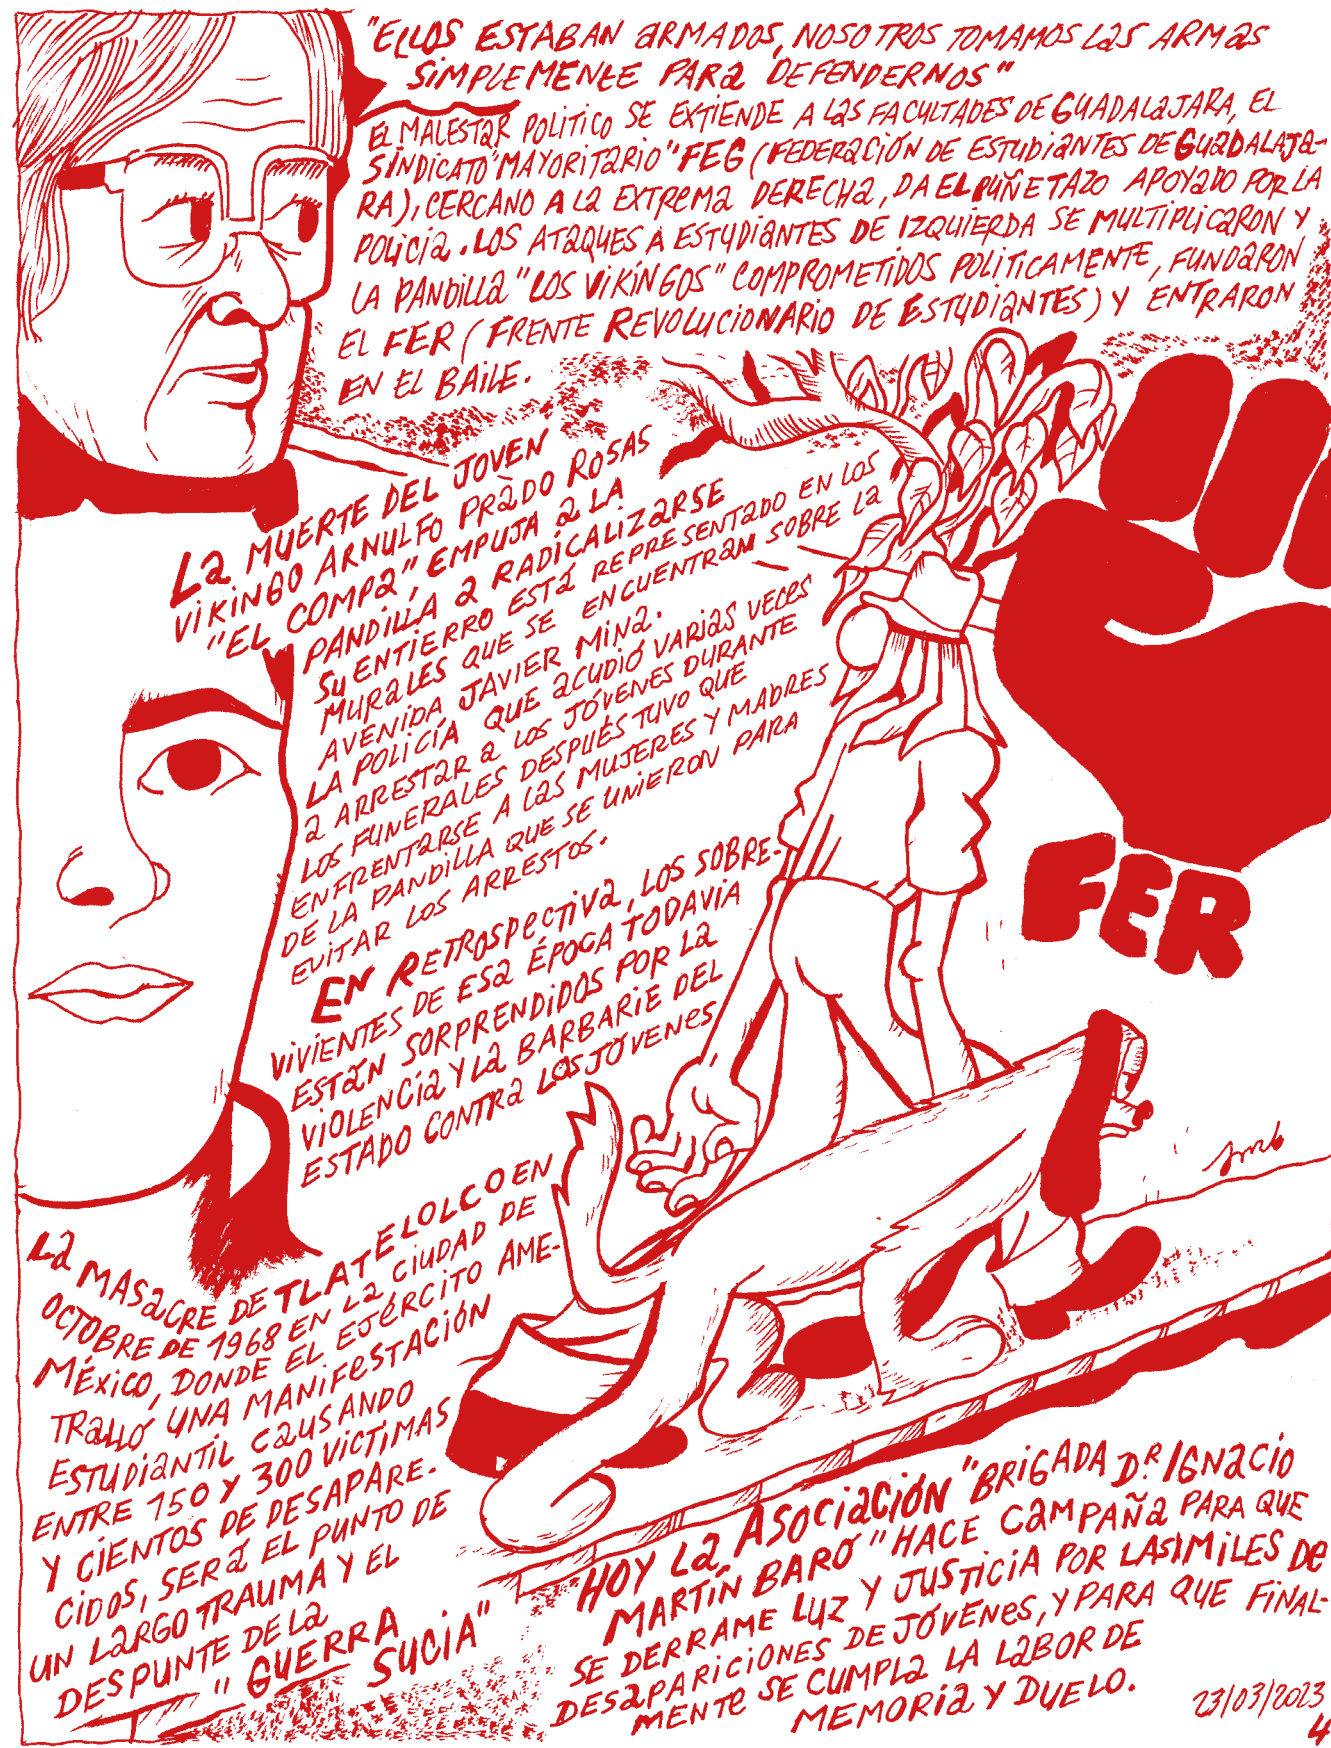 "ELLOS ESTABAN ARMADOS, NOSOTROS TOMAMOS LAS ARMAS
SIMPLEMENTE PARA DEFENDERNOS"
EL MALESTAR POLITICO SE EXTIENDE A LAS FACULTADES DE GUADALAJARA, EL
SINDICATO "MAYORITARIO" FEG (FEDERACIÓN DE ESTUDIANTES DE GUADALAJA-
RA), CERCANO A LA EXTREMA DERECHA, DA EL PUÑETAZO APOYADO POR LA
POLICÍA. LOS ATAQUES A ESTUDIANTES DE IZQUIERDA SE MULTIPLICARON Y
LA PANDILLA "LOS VIKÍNGOS" COMPROMETIDOS POLITICAMENTE, FUNDARON
EL FER (FRENTE REVOLUCIONARIO DE ESTUDIANTES) Y ENTRARON
EN EL BAILE.
LA MUERTE DEL JOVEN
VIKINGO ARNULFO PRADO ROSAS
"EL COMPA", EMPUJA A LA
PANDILLA A RADICALIZARSE
SU ENTIERRO ESTÁ REPRESENTADO EN LOS
MURALES QUE SE ENCUENTRAN SOBRE LA
AVENIDA JAVIER MINA.
LA POLICÍA QUE ACUDIÓ VARIAS VECES
A ARRESTAR A LOS JÓVENES DURANTE
LOS FUNERALES DESPUÉS TUVO QUE
ENFRENTARSE A LAS MUJERES Y MADRES
DE LA PANDILLA QUE SE UNIERON PARA
EVITAR LOS ARRESTOS.
EN RETROSPECTIVA, LOS SOBRE-
VIVIENTES DE ESA ÉPOCA TODAVIA
ESTÁN SORPRENDIDOS POR LA
VIOLENCIA Y LA BARBARIE DEL
ESTADO CONTRA LOS JÓVENES
FER
smb
LA MASACRE DE TLATELOLCO EN
OCTOBRE DE 1968 EN LA CIUDAD DE
MÉXICO, DONDE EL EJÉRCITO AME-
TRALLÓ UNA MANIFESTACIÓN
ESTUDIANTIL CAUSANDO
ENTRE 150 Y 300 VICTIMAS
Y CIENTOS DE DESAPARE-
CIDOS, SERÁ EL PUNTO DE
UN LARGO TRAUMA Y EL
DESPUNTE DE LA
"GUERRA
SUCIA"
HOY LA ASOCIACIÓN "BRIGADA DR IGNACIO
MARTÍN BARÓ" HACE CAMPAÑA PARA QUE
SE DERRAME LUZ Y JUSTICIA POR LAS MILES DE
DESAPARICIONES DE JÓVENES, Y PARA QUE FINAL-
MENTE SE CUMPLA LA LABOR DE
MEMORIA Y DUELO.
23/03/2023
4